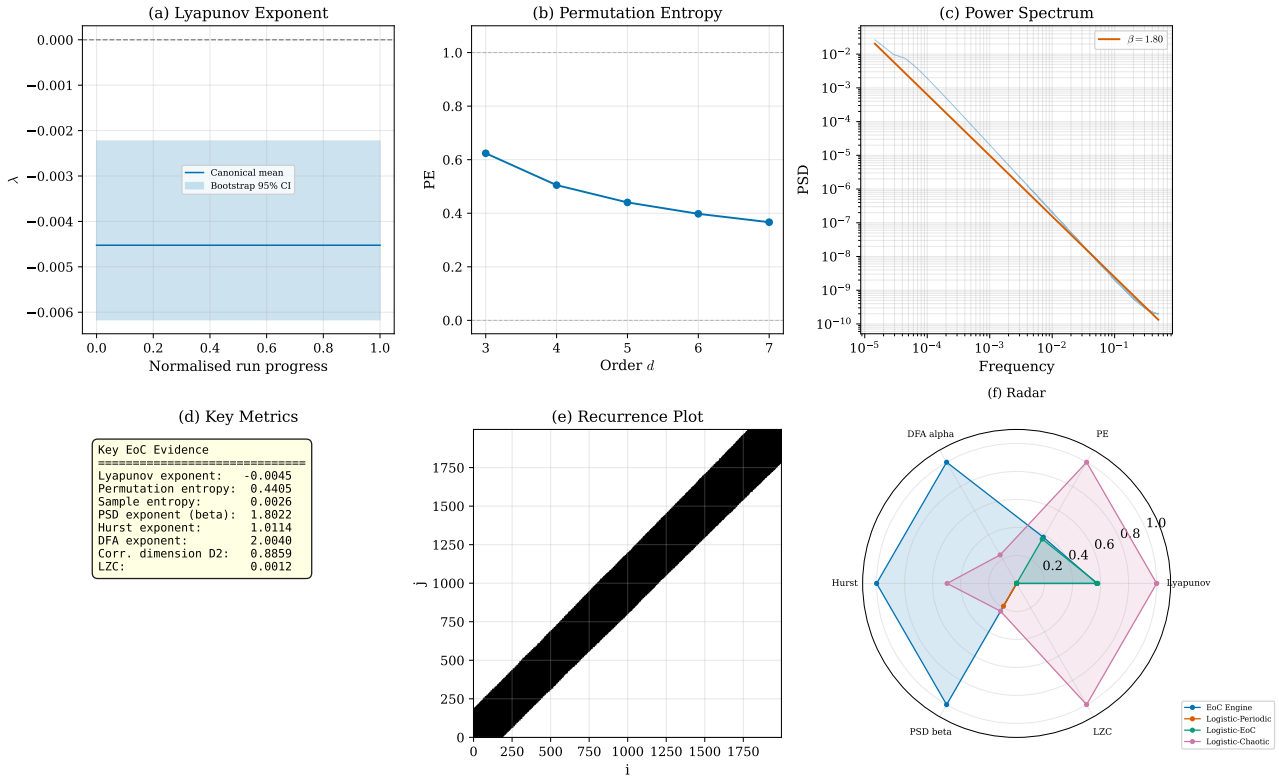 (a) Lyapunov Exponent
0.000
−0.001
−0.002
−0.003
−0.004
−0.005
−0.006
λ
Canonical mean
Bootstrap 95% CI
0.0 0.2 0.4 0.6 0.8 1.0
Normalised run progress
(b) Permutation Entropy
1.0
0.8
0.6
0.4
0.2
0.0
PE
3 4 5 6 7
Order d
(c) Power Spectrum
β = 1.80
10⁻²
10⁻³
10⁻⁴
10⁻⁵
10⁻⁶
10⁻⁷
10⁻⁸
10⁻⁹
10⁻¹⁰
PSD
10⁻⁵ 10⁻⁴ 10⁻³ 10⁻² 10⁻¹
Frequency
(d) Key Metrics
Key EoC Evidence
==============================
Lyapunov exponent: -0.0045
Permutation entropy: 0.4405
Sample entropy: 0.0026
PSD exponent (beta): 1.8022
Hurst exponent: 1.0114
DFA exponent: 2.0040
Corr. dimension D2: 0.8859
LZC: 0.0012
(e) Recurrence Plot
1750
1500
1250
1000
750
500
250
0
j
0 250 500 750 1000 1250 1500 1750
i
(f) Radar
DFA alpha
PE
Hurst
Lyapunov
PSD beta
LZC
0.2
0.4
0.6
0.8
1.0
EoC Engine
Logistic-Periodic
Logistic-EoC
Logistic-Chaotic